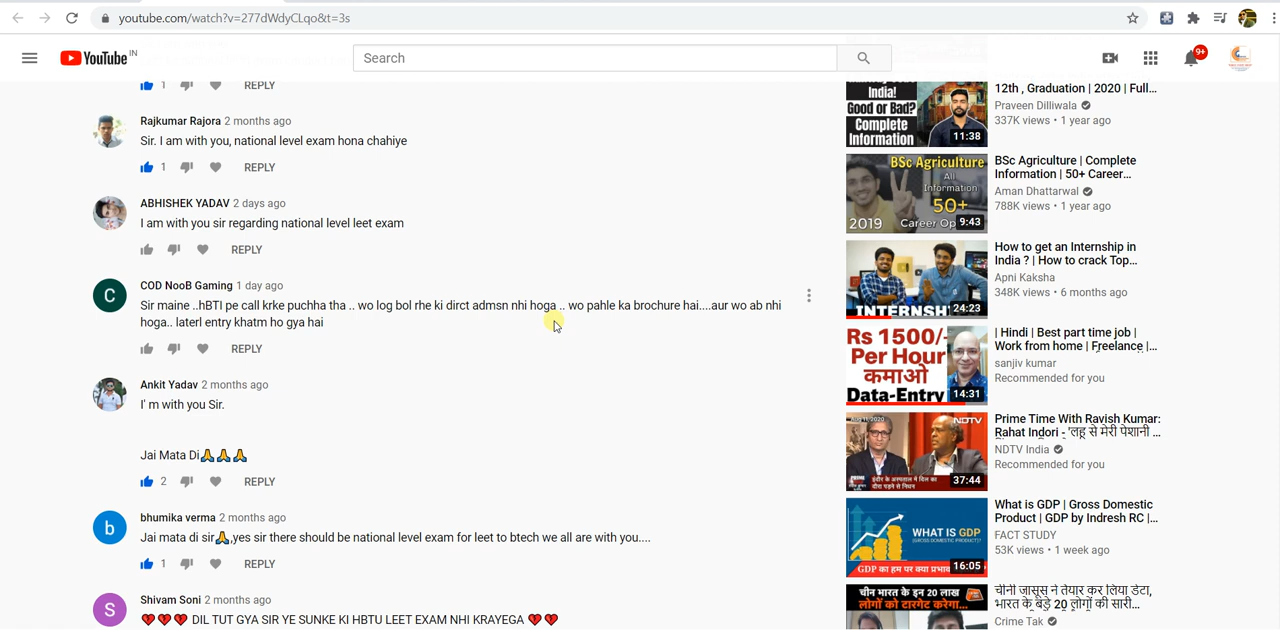 youtube.com/watch?v=277dWdyCLqo&t=3s
YouTube IN
Search
9+
1 REPLY
Rajkumar Rajora 2 months ago
Sir. I am with you, national level exam hona chahiye
1 REPLY
ABHISHEK YADAV 2 days ago
I am with you sir regarding national level leet exam
REPLY
C
COD NooB Gaming 1 day ago
Sir maine ..hBTI pe call krke puchha tha .. wo log bol rhe ki dirct admsn nhi hoga .. wo pahle ka brochure hai....aur wo ab nhi
hoga.. laterl entry khatm ho gya hai
REPLY
Ankit Yadav 2 months ago
I' m with you Sir.
Jai Mata Di🙏🙏🙏
2 REPLY
b
bhumika verma 2 months ago
Jai mata di sir🙏,yes sir there should be national level exam for leet to btech we all are with you....
1 REPLY
S
Shivam Soni 2 months ago
💔💔💔 DIL TUT GYA SIR YE SUNKE KI HBTU LEET EXAM NHI KRAYEGA 💔💔
India!
Good or Bad?
Complete
Information
11:38
12th , Graduation | 2020 | Full...
Praveen Dilliwala
337K views • 1 year ago
BSc Agriculture
All
Information
50+
2019
Career Op
9:43
BSc Agriculture | Complete
Information | 50+ Career...
Aman Dhattarwal
788K views • 1 year ago
INTERNSH
24:23
How to get an Internship in
India ? | How to crack Top...
Apni Kaksha
348K views • 6 months ago
Rs 1500/-
Per Hour
कमाओ
Data-Entry
14:31
| Hindi | Best part time job |
Work from home | Freelance |...
sanjiv kumar
Recommended for you
NDTV
37:44
Prime Time With Ravish Kumar:
Rahat Indori - 'लहू से मेरी पेशानी ...
NDTV India
Recommended for you
WHAT IS GDP
(GROSS DOMESTIC PRODUCT)?
GDP का हम पर क्या प्रभाव
16:05
What is GDP | Gross Domestic
Product | GDP by Indresh RC |...
FACT STUDY
53K views • 1 week ago
चीन भारत के इन 20 लाख
लोगों को टारगेट करेगा...
चीनी जासूस ने तैयार कर लिया डेटा,
भारत के बड़े 20 लोगों की सारी...
Crime Tak